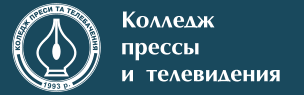 КОЛЕДЖ ПРЕСИ ТА ТЕЛЕБАЧЕННЯ
1993 р.
Колледж
прессы
и телевидения